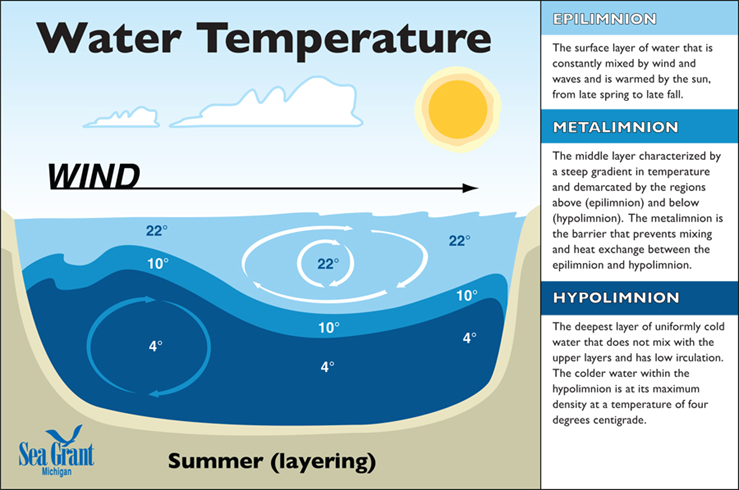 Water Temperature
WIND
22°
22°
22°
10°
10°
10°
4°
4°
4°
Sea Grant
Michigan
Summer (layering)
EPILIMNION
The surface layer of water that is
constantly mixed by wind and
waves and is warmed by the sun,
from late spring to late fall.
METALIMNION
The middle layer characterized by
a steep gradient in temperature
and demarcated by the regions
above (epilimnion) and below
(hypolimnion). The metalimnion is
the barrier that prevents mixing
and heat exchange between the
epilimnion and hypolimnion.
HYPOLIMNION
The deepest layer of uniformly cold
water that does not mix with the
upper layers and has low irculation.
The colder water within the
hypolimnion is at its maximum
density at a temperature of four
degrees centigrade.